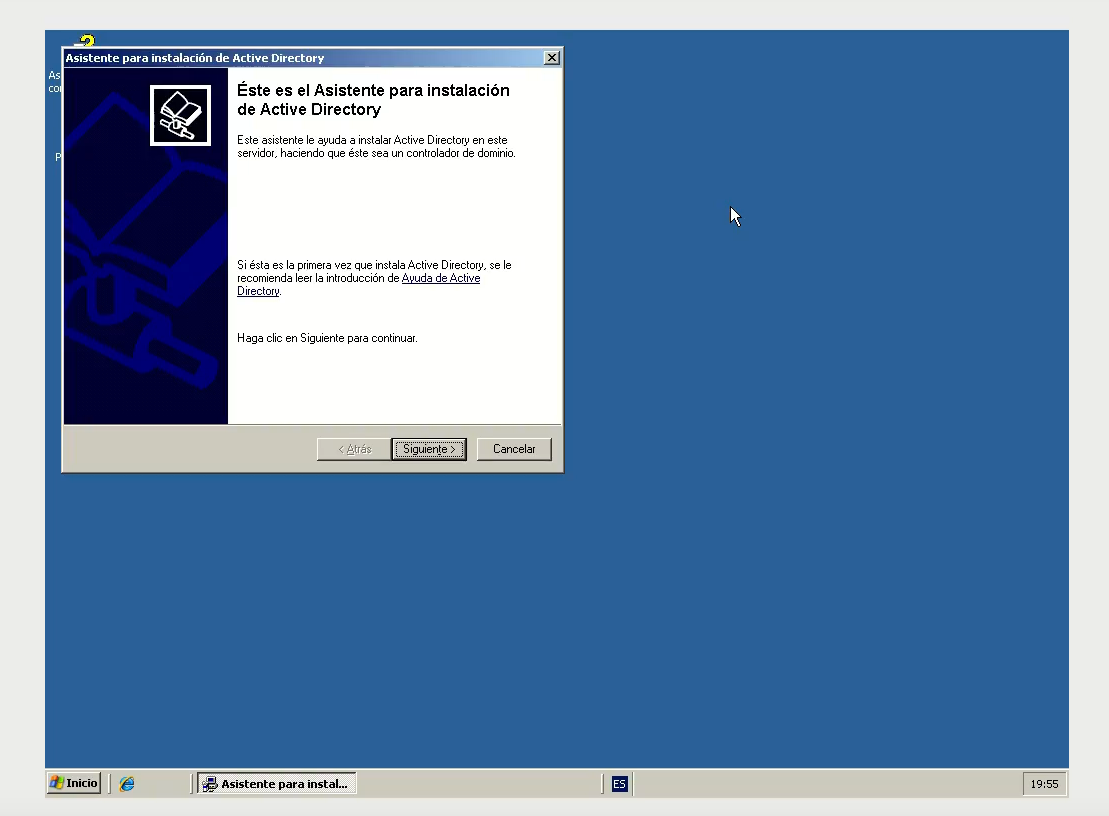 Asistente para instalación de Active Directory
Éste es el Asistente para instalación
de Active Directory
Este asistente le ayuda a instalar Active Directory en este
servidor, haciendo que éste sea un controlador de dominio.
Si ésta es la primera vez que instala Active Directory, se le
recomienda leer la introducción de Ayuda de Active
Directory.
Haga clic en Siguiente para continuar.
< Atrás
Siguiente >
Cancelar
Inicio
Asistente para instal...
ES
19:55